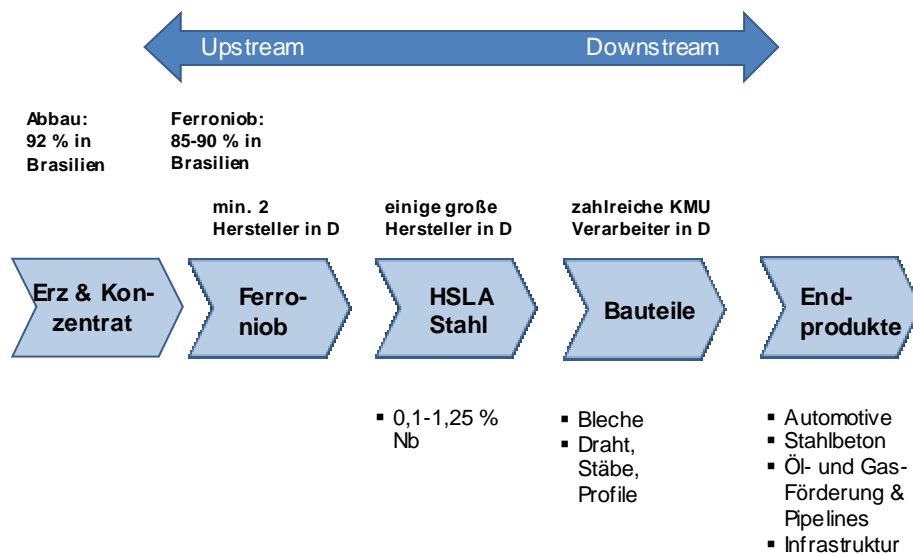 Upstream
Downstream
Abbau:
92 % in
Brasilien
Ferroniob:
85-90 % in
Brasilien
min. 2
Hersteller in D
einige große
Hersteller in D
zahlreiche KMU
Verarbeiter in D
Erz & Kon-
zentrat
Ferro-
niob
HSLA
Stahl
Bauteile
End-
produkte
▪ 0,1-1,25 %
Nb
▪ Bleche
▪ Draht,
Stäbe,
Profile
▪ Automotive
▪ Stahlbeton
▪ Öl- und Gas-
Förderung &
Pipelines
▪ Infrastruktur